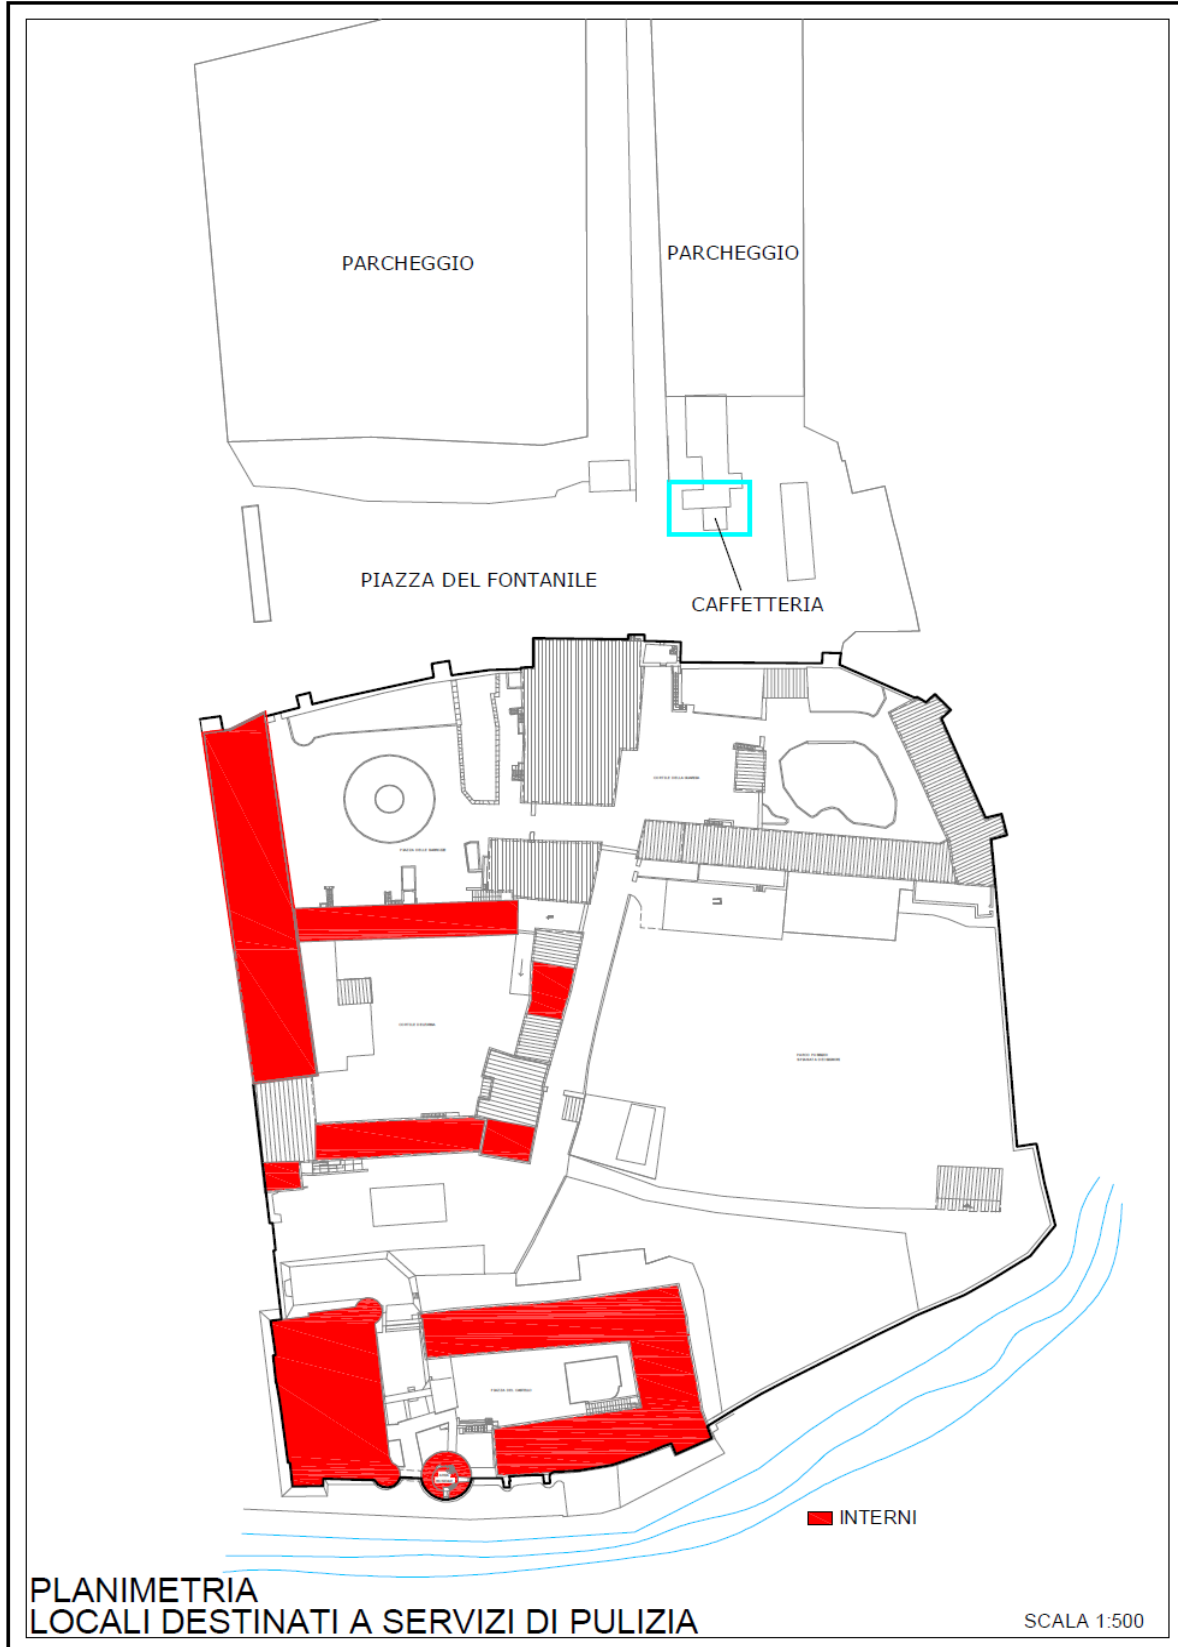 PARCHEGGIO
PARCHEGGIO
PIAZZA DEL FONTANILE
CAFFETTERIA
INTERNI
PLANIMETRIA
LOCALI DESTINATI A SERVIZI DI PULIZIA
SCALA 1:500